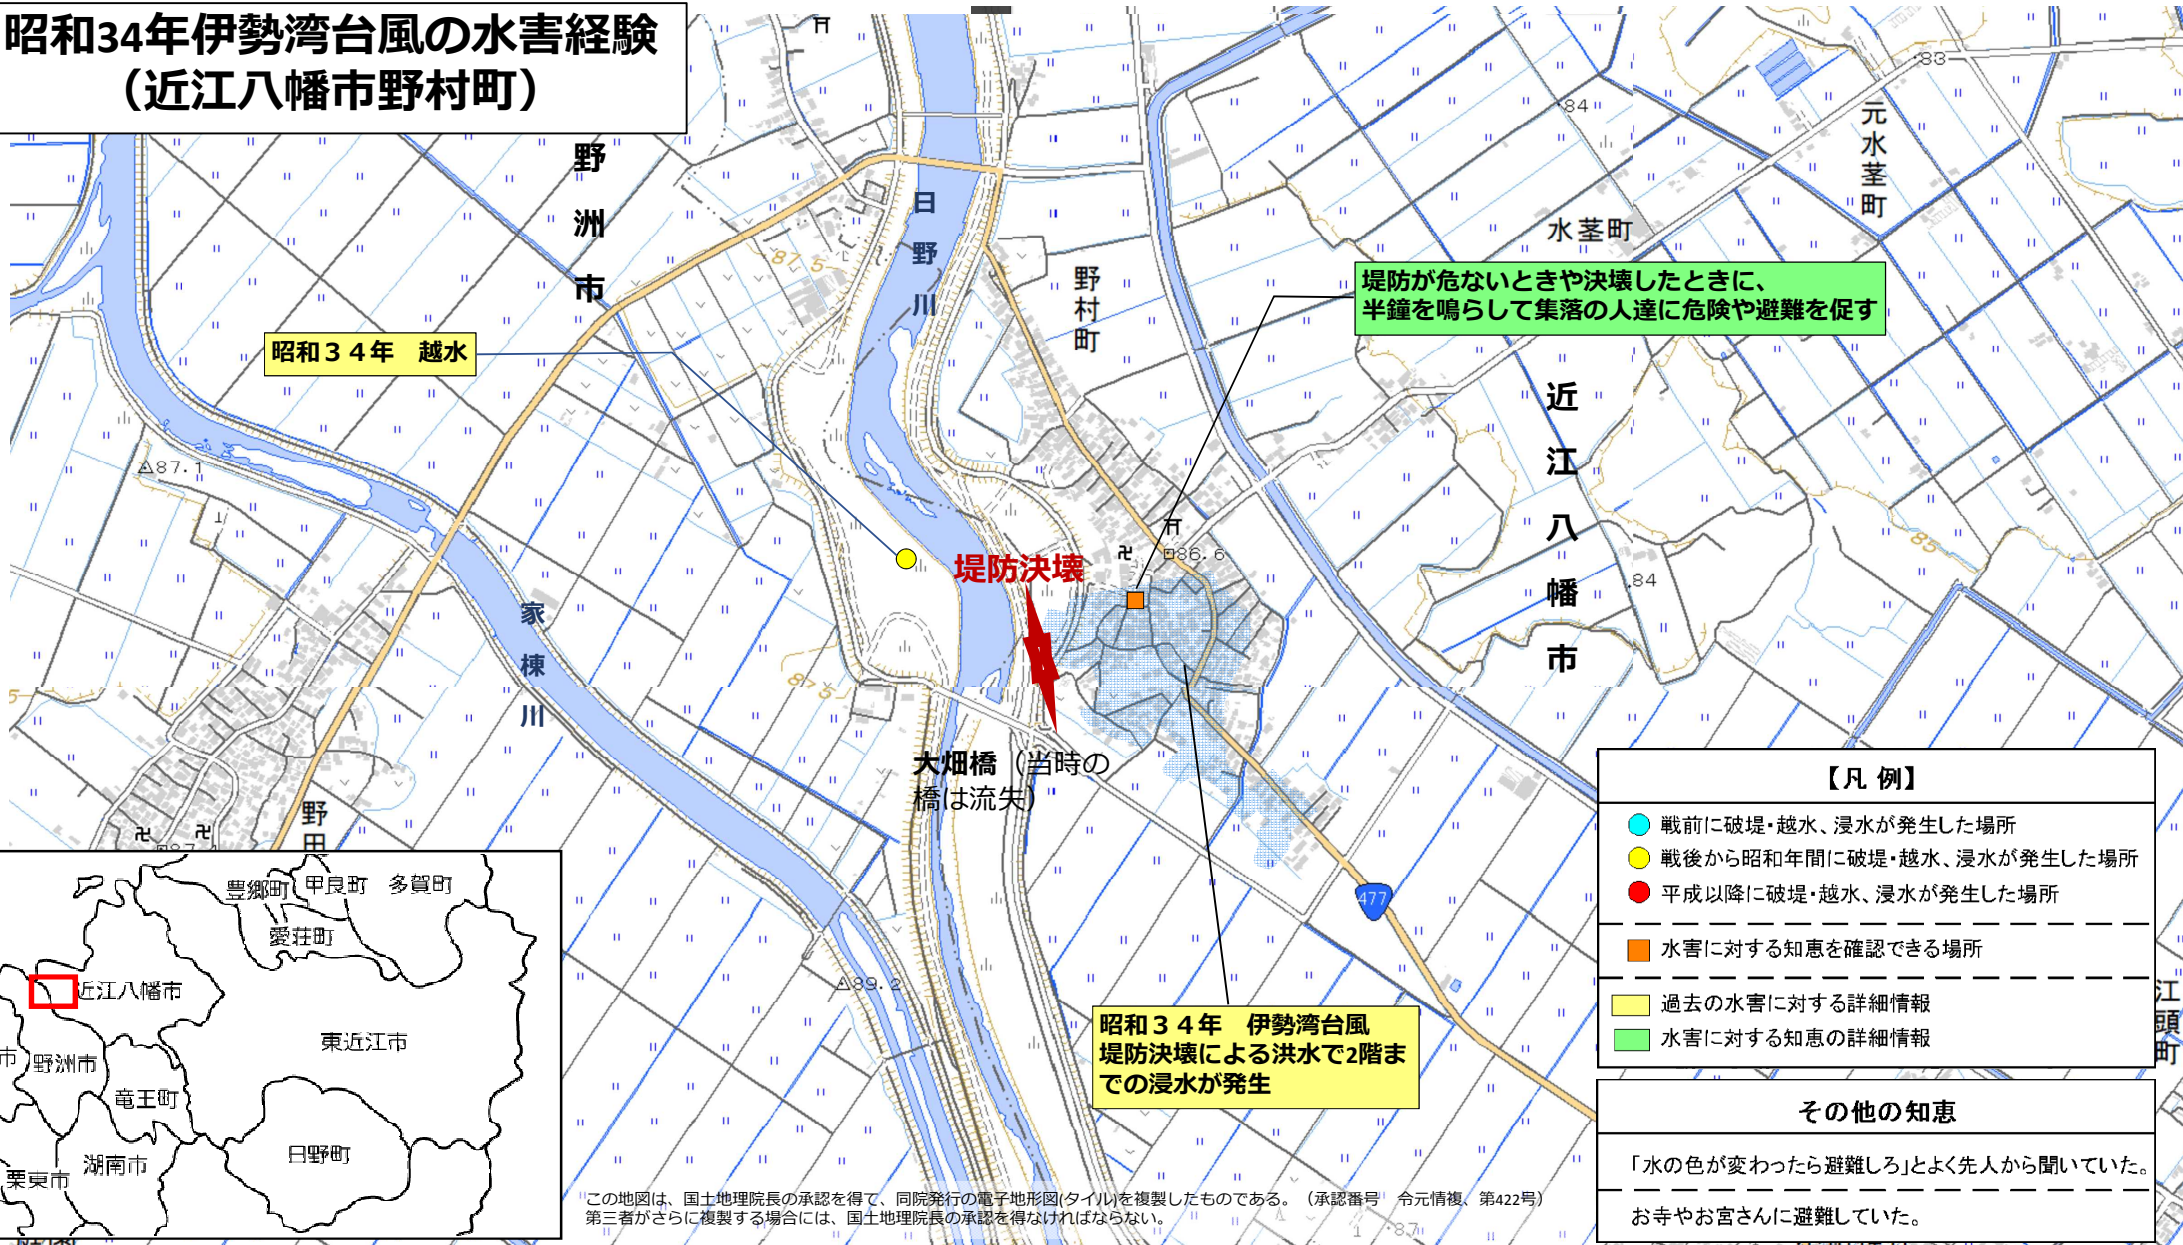 昭和34年伊勢湾台風の水害経験
（近江八幡市野村町）
野洲市
日野川
野村町
水茎町
元水茎町
83
84
87.5
堤防が危ないときや決壊したときに、
半鐘を鳴らして集落の人達に危険や避難を促す
昭和３４年　越水
近江八幡市
87.1
86.6
85
84
堤防決壊
家棟川
87.5
大畑橋（当時の
橋は流失）
野田
477
89.2
昭和３４年　伊勢湾台風
堤防決壊による洪水で2階ま
での浸水が発生
【凡 例】
戦前に破堤・越水、浸水が発生した場所
戦後から昭和年間に破堤・越水、浸水が発生した場所
平成以降に破堤・越水、浸水が発生した場所
水害に対する知恵を確認できる場所
過去の水害に対する詳細情報
水害に対する知恵の詳細情報
江頭町
その他の知恵
「水の色が変わったら避難しろ」とよく先人から聞いていた。
お寺やお宮さんに避難していた。
豊郷町
甲良町
多賀町
愛荘町
近江八幡市
東近江市
市
野洲市
竜王町
日野町
湖南市
栗東市
この地図は、国土地理院長の承認を得て、同院発行の電子地形図(タイル)を複製したものである。（承認番号　令元情複、第422号）
第三者がさらに複製する場合には、国土地理院長の承認を得なければならない。
87